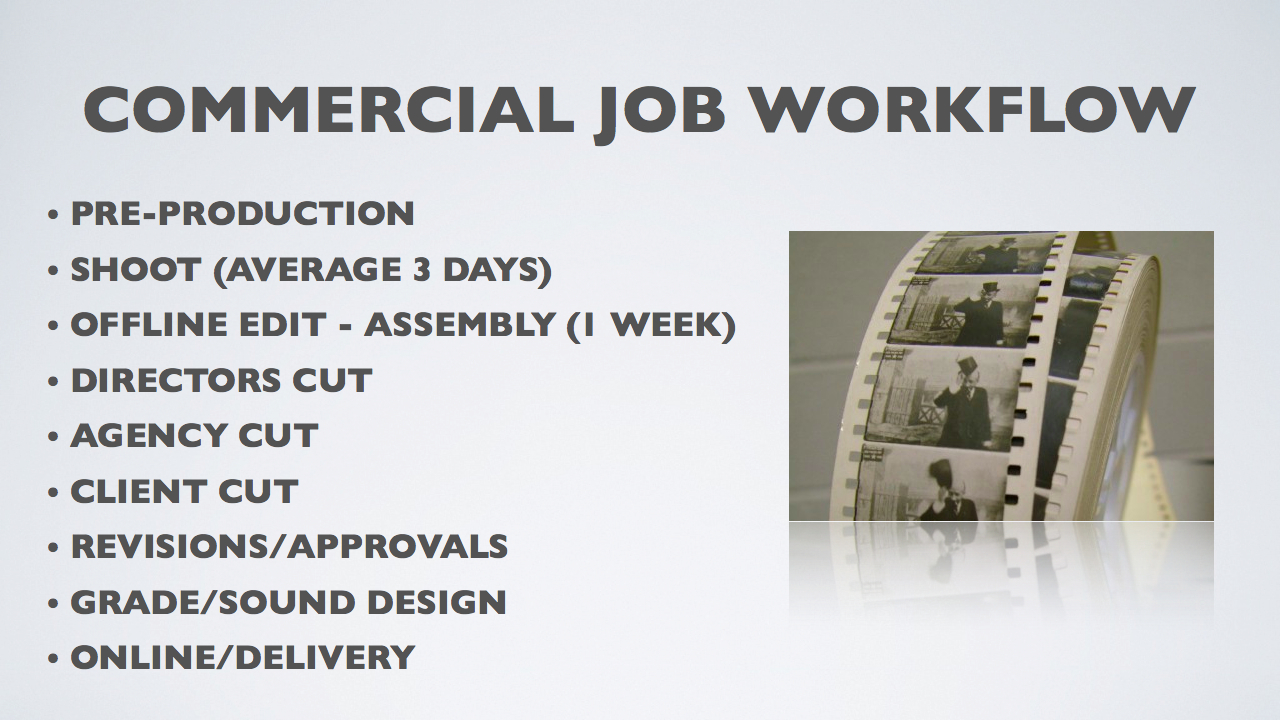 COMMERCIAL JOB WORKFLOW
• PRE-PRODUCTION
• SHOOT (AVERAGE 3 DAYS)
• OFFLINE EDIT - ASSEMBLY (1 WEEK)
• DIRECTORS CUT
• AGENCY CUT
• CLIENT CUT
• REVISIONS/APPROVALS
• GRADE/SOUND DESIGN
• ONLINE/DELIVERY